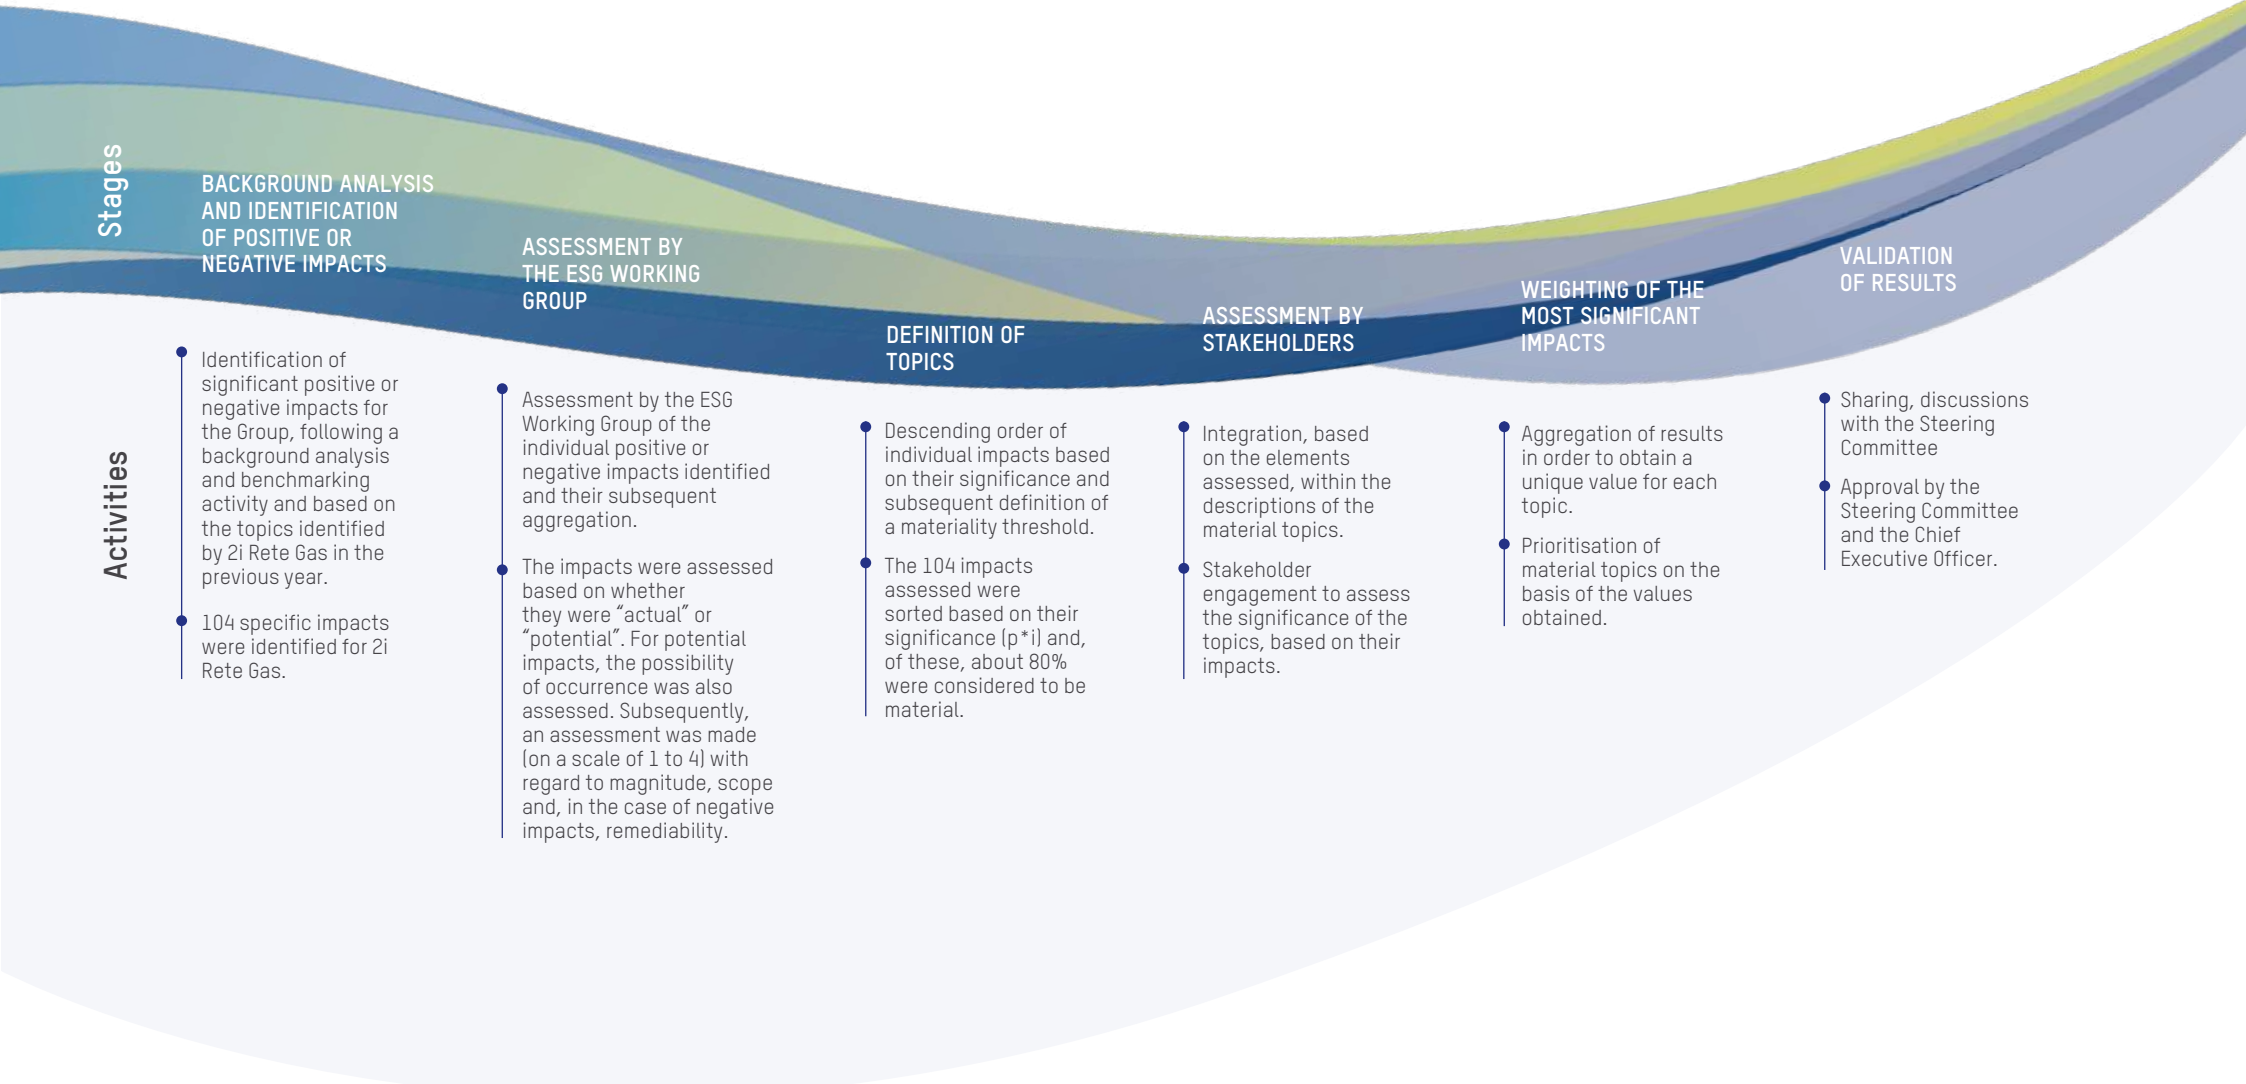 Stages
BACKGROUND ANALYSIS
AND IDENTIFICATION
OF POSITIVE OR
NEGATIVE IMPACTS
ASSESSMENT BY
THE ESG WORKING
GROUP
DEFINITION OF
TOPICS
ASSESSMENT BY
STAKEHOLDERS
WEIGHTING OF THE
MOST SIGNIFICANT
IMPACTS
VALIDATION
OF RESULTS
Activities
Identification of
significant positive or
negative impacts for
the Group, following a
background analysis
and benchmarking
activity and based on
the topics identified
by 2i Rete Gas in the
previous year.
104 specific impacts
were identified for 2i
Rete Gas.
Assessment by the ESG
Working Group of the
individual positive or
negative impacts identified
and their subsequent
aggregation.
The impacts were assessed
based on whether
they were “actual” or
“potential”. For potential
impacts, the possibility
of occurrence was also
assessed. Subsequently,
an assessment was made
(on a scale of 1 to 4) with
regard to magnitude, scope
and, in the case of negative
impacts, remediability.
Descending order of
individual impacts based
on their significance and
subsequent definition of
a materiality threshold.
The 104 impacts
assessed were
sorted based on their
significance (p*i) and,
of these, about 80%
were considered to be
material.
Integration, based
on the elements
assessed, within the
descriptions of the
material topics.
Stakeholder
engagement to assess
the significance of the
topics, based on their
impacts.
Aggregation of results
in order to obtain a
unique value for each
topic.
Prioritisation of
material topics on the
basis of the values
obtained.
Sharing, discussions
with the Steering
Committee
Approval by the
Steering Committee
and the Chief
Executive Officer.